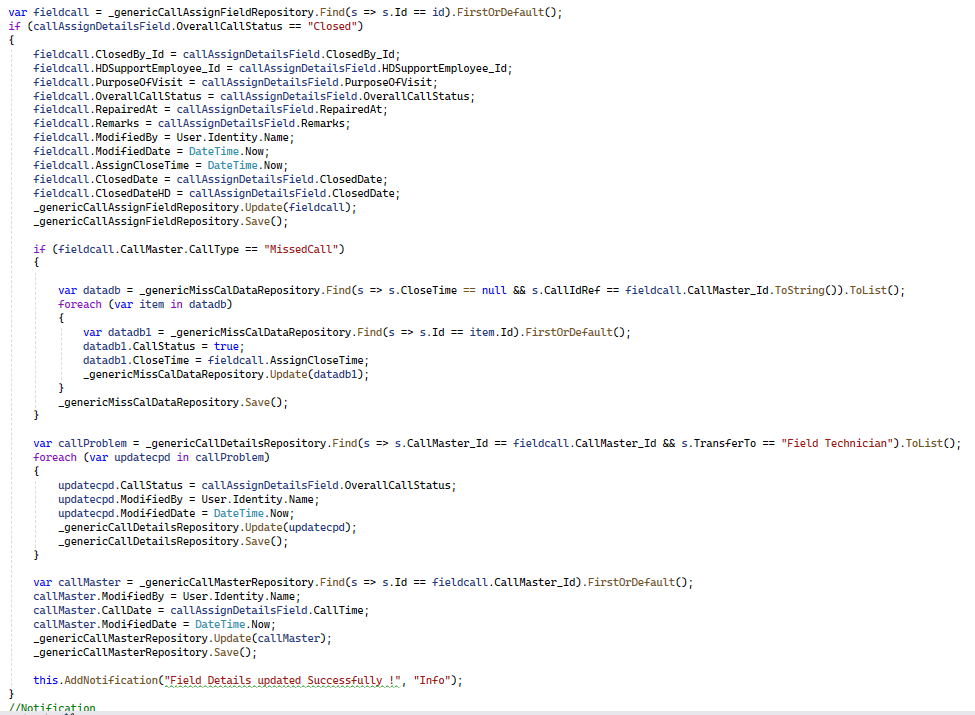 var fieldcall = _genericCallAssignFieldRepository.Find(s => s.Id == id).FirstOrDefault();
if (callAssignDetailsField.OverallCallStatus == "Closed")
{
    fieldcall.ClosedBy_Id = callAssignDetailsField.ClosedBy_Id;
    fieldcall.HDSupportEmployee_Id = callAssignDetailsField.HDSupportEmployee_Id;
    fieldcall.PurposeOfVisit = callAssignDetailsField.PurposeOfVisit;
    fieldcall.OverallCallStatus = callAssignDetailsField.OverallCallStatus;
    fieldcall.RepairedAt = callAssignDetailsField.RepairedAt;
    fieldcall.Remarks = callAssignDetailsField.Remarks;
    fieldcall.ModifiedBy = User.Identity.Name;
    fieldcall.ModifiedDate = DateTime.Now;
    fieldcall.AssignCloseTime = DateTime.Now;
    fieldcall.ClosedDate = callAssignDetailsField.ClosedDate;
    fieldcall.ClosedDateHD = callAssignDetailsField.ClosedDate;
    _genericCallAssignFieldRepository.Update(fieldcall);
    _genericCallAssignFieldRepository.Save();

    if (fieldcall.CallMaster.CallType == "MissedCall")
    {

        var datadb = _genericMissCalDataRepository.Find(s => s.CloseTime == null && s.CallIdRef == fieldcall.CallMaster_Id.ToString()).ToList();
        foreach (var item in datadb)
        {
            var datadb1 = _genericMissCalDataRepository.Find(s => s.Id == item.Id).FirstOrDefault();
            datadb1.CallStatus = true;
            datadb1.CloseTime = fieldcall.AssignCloseTime;
            _genericMissCalDataRepository.Update(datadb1);
        }
        _genericMissCalDataRepository.Save();
    }

    var callProblem = _genericCallDetailsRepository.Find(s => s.CallMaster_Id == fieldcall.CallMaster_Id && s.TransferTo == "Field Technician").ToList();
    foreach (var updatecpd in callProblem)
    {
        updatecpd.CallStatus = callAssignDetailsField.OverallCallStatus;
        updatecpd.ModifiedBy = User.Identity.Name;
        updatecpd.ModifiedDate = DateTime.Now;
        _genericCallDetailsRepository.Update(updatecpd);
        _genericCallDetailsRepository.Save();
    }

    var callMaster = _genericCallMasterRepository.Find(s => s.Id == fieldcall.CallMaster_Id).FirstOrDefault();
    callMaster.ModifiedBy = User.Identity.Name;
    callMaster.CallDate = callAssignDetailsField.CallTime;
    callMaster.ModifiedDate = DateTime.Now;
    _genericCallMasterRepository.Update(callMaster);
    _genericCallMasterRepository.Save();

    this.AddNotification("Field Details updated Successfully !", "Info");
}
//Notification